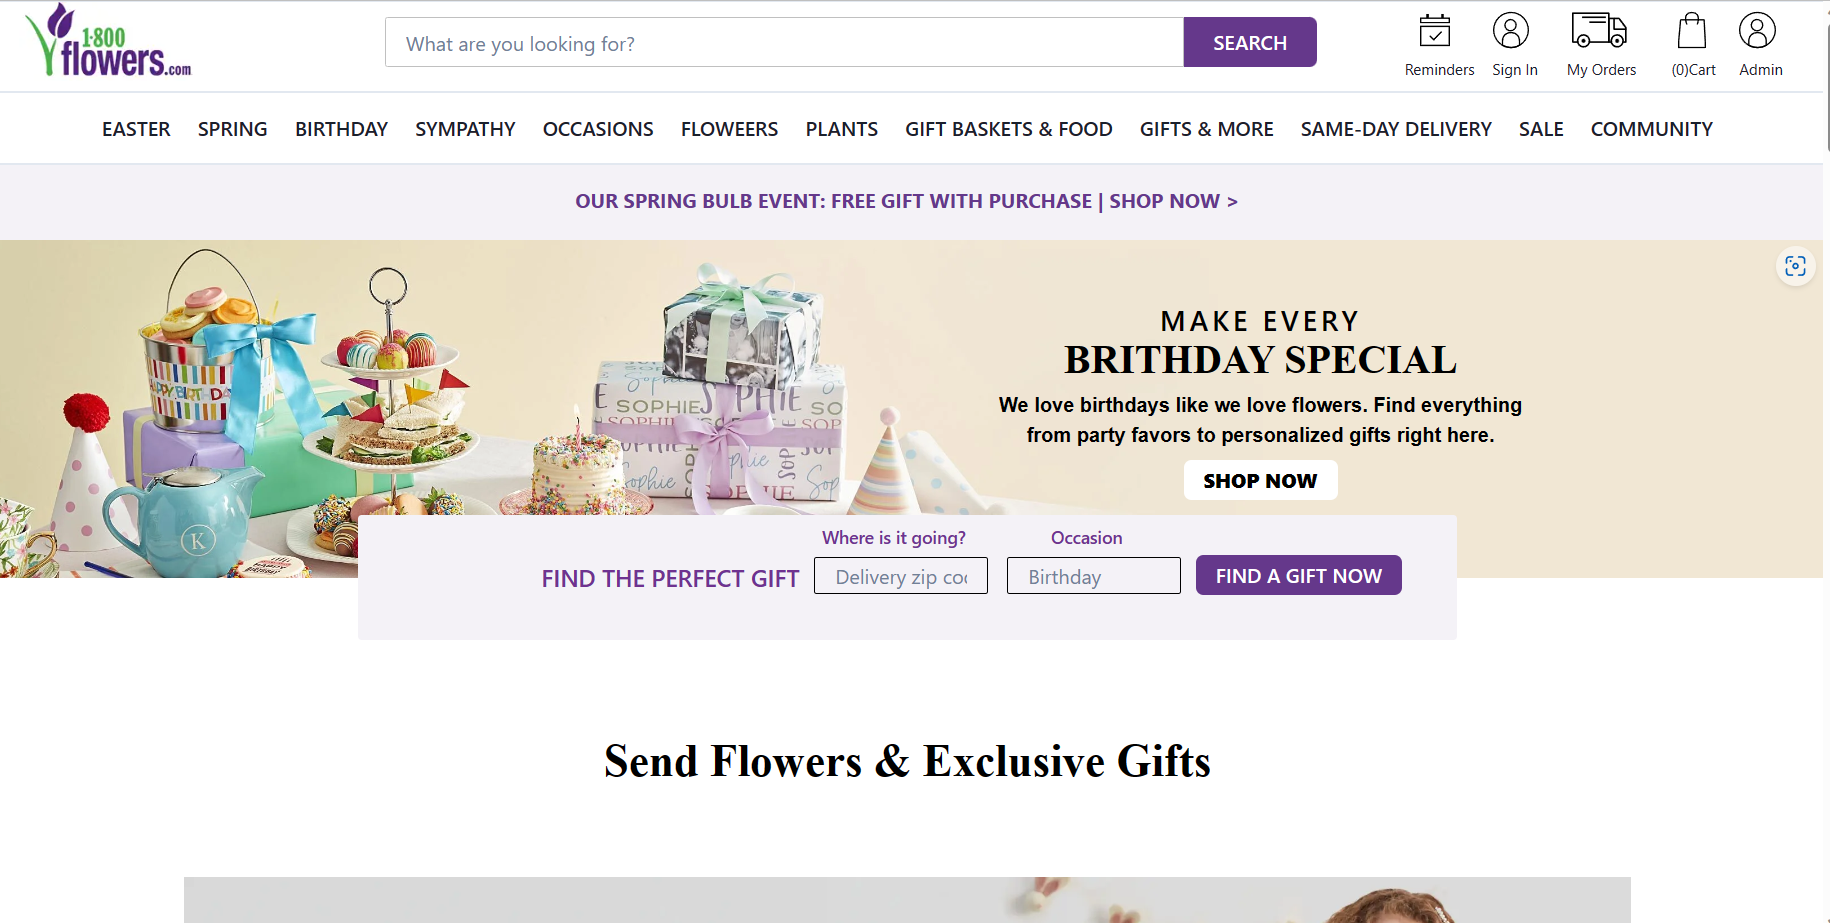 1·800
flowers.com
What are you looking for?
SEARCH
Reminders
Sign In
My Orders
(0)Cart
Admin
EASTER
SPRING
BIRTHDAY
SYMPATHY
OCCASIONS
FLOWEERS
PLANTS
GIFT BASKETS & FOOD
GIFTS & MORE
SAME-DAY DELIVERY
SALE
COMMUNITY
OUR SPRING BULB EVENT: FREE GIFT WITH PURCHASE | SHOP NOW >
MAKE EVERY
BRITHDAY SPECIAL
We love birthdays like we love flowers. Find everything
from party favors to personalized gifts right here.
SHOP NOW
HAPPY BIRTHDAY
Sophie
SOPHIE
SOPHIE
Sophie
K
Where is it going?
Occasion
FIND THE PERFECT GIFT
Delivery zip co
Birthday
FIND A GIFT NOW
Send Flowers & Exclusive Gifts